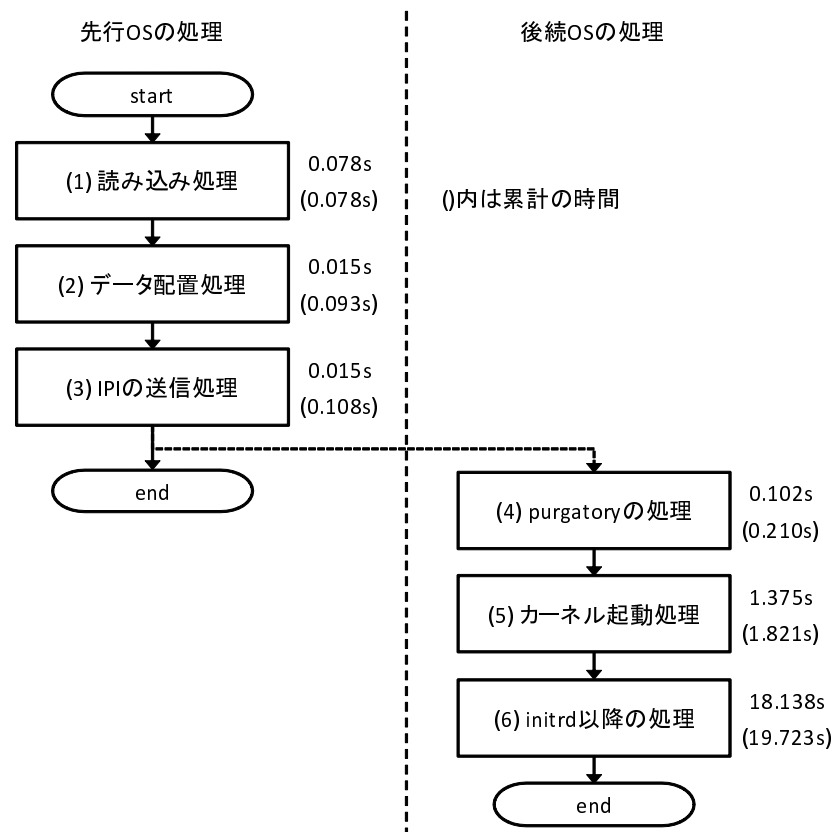 先行OSの処理
後続OSの処理
start
(1) 読み込み処理
0.078s
(0.078s)
()内は累計の時間
(2) データ配置処理
0.015s
(0.093s)
(3) IPIの送信処理
0.015s
(0.108s)
end
(4) purgatoryの処理
0.102s
(0.210s)
(5) カーネル起動処理
1.375s
(1.821s)
(6) initrd以降の処理
18.138s
(19.723s)
end